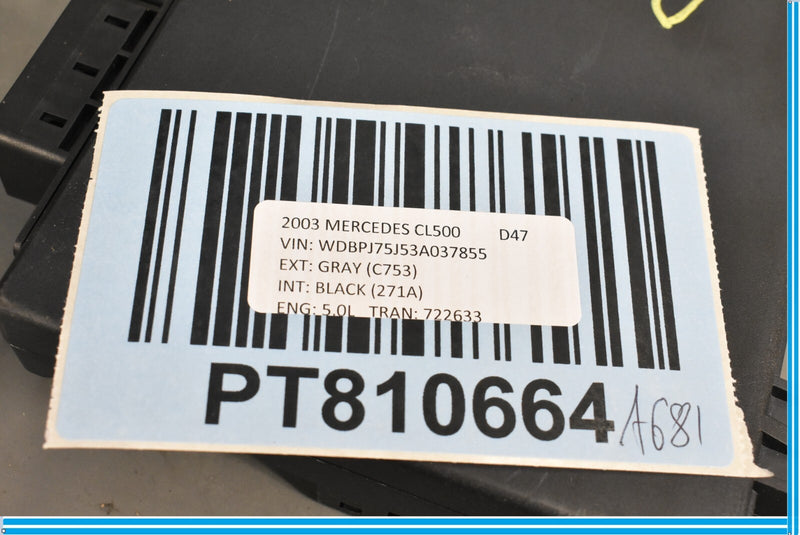 2003 MERCEDES CL500 D47
VIN: WDBPJ75J53A037855
EXT: GRAY (C753)
INT: BLACK (271A)
ENG: 5.0L TRAN: 722633
PT810664 A681